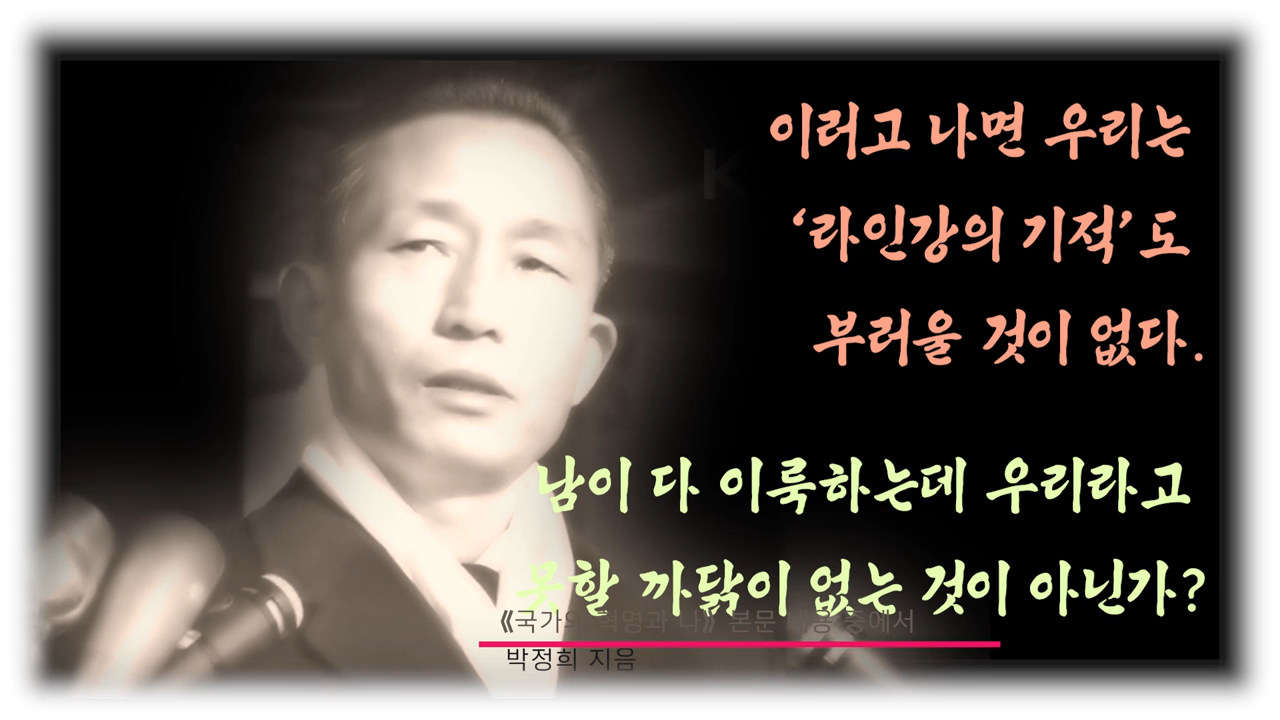 이러고 나면 우리는
‘라인강의 기적’도
부러울 것이 없다.
남이 다 이룩하는데 우리라고
못할 까닭이 없는 것이 아닌가?
《국가와 혁명과 나》 본문 내용 중에서
박정희 지음